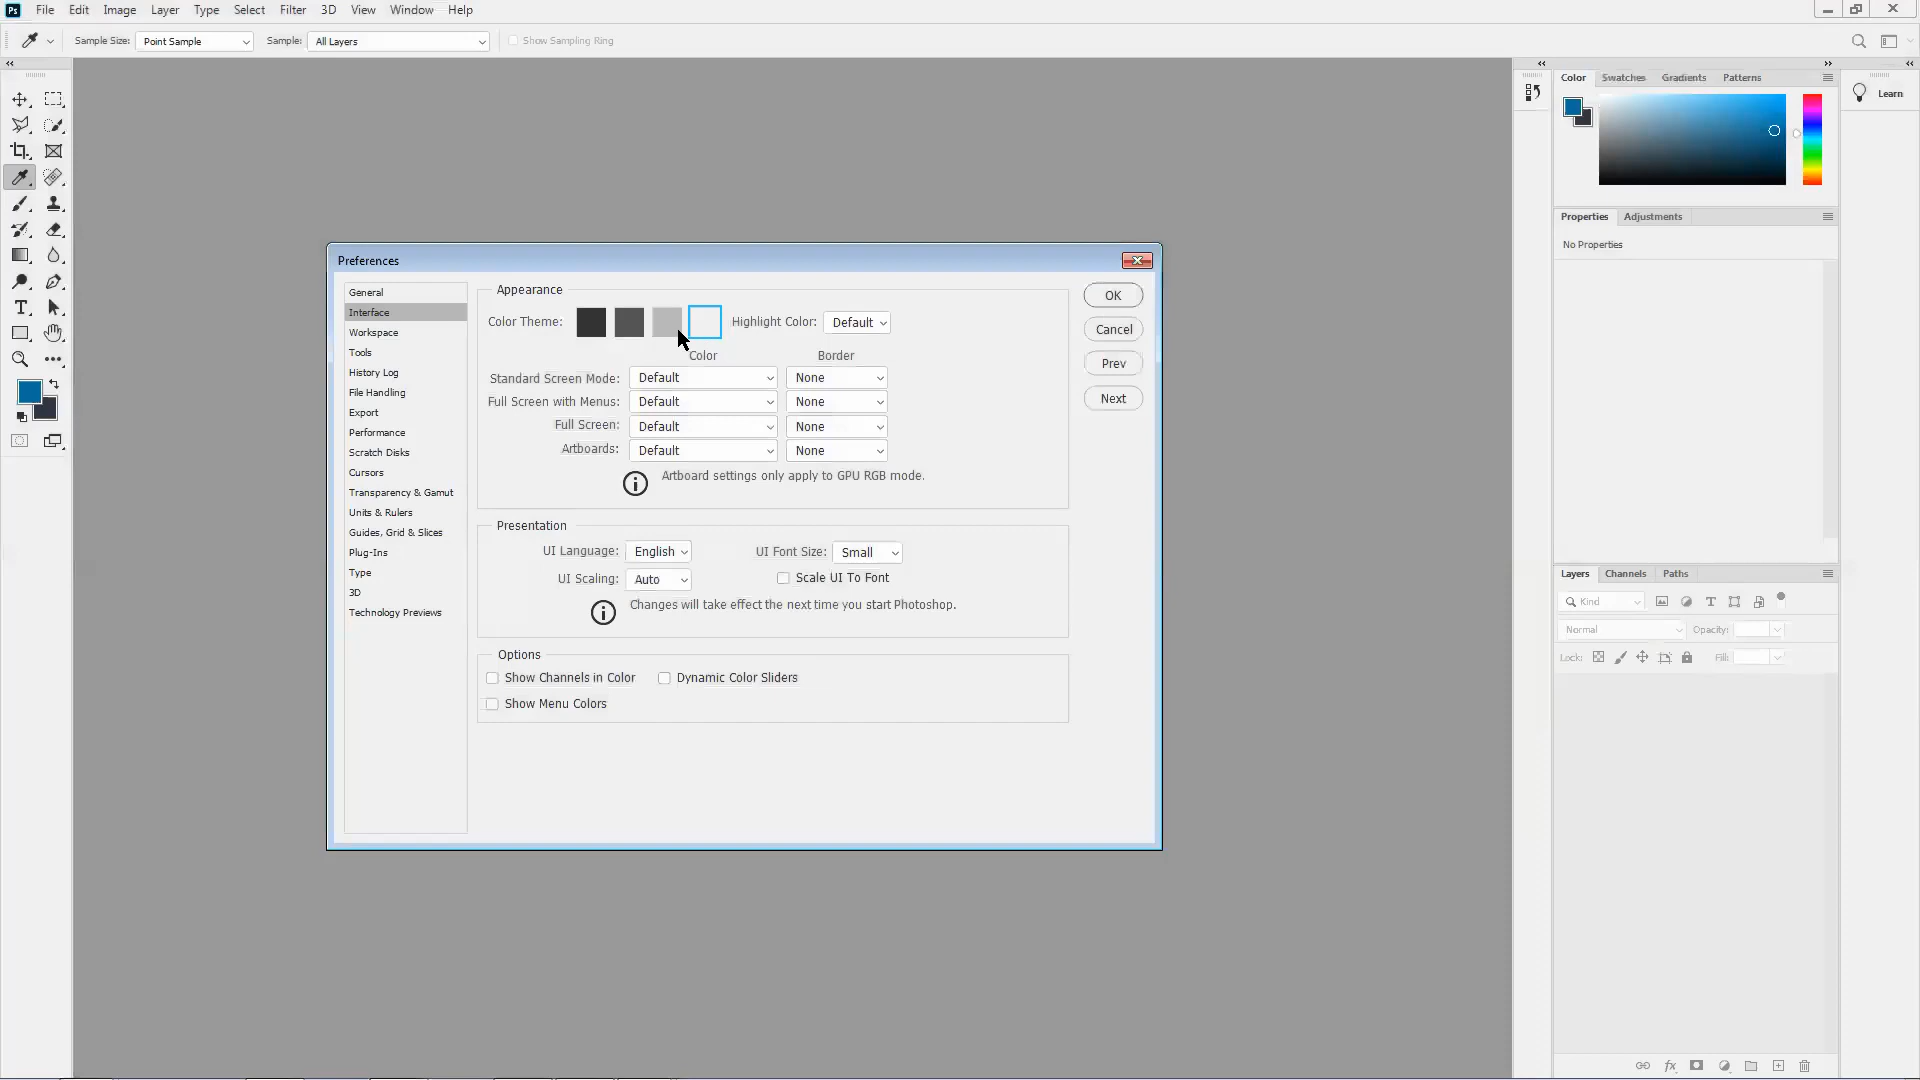 Ps File Edit Image Layer Type Select Filter 3D View Window Help
Sample Size: Point Sample Sample: All Layers Show Sampling Ring
Color Swatches Gradients Patterns
Learn
Properties Adjustments
No Properties
Preferences
General
Interface
Workspace
Tools
History Log
File Handling
Export
Performance
Scratch Disks
Cursors
Transparency & Gamut
Units & Rulers
Guides, Grid & Slices
Plug-Ins
Type
3D
Technology Previews
Appearance
Color Theme: Highlight Color: Default
Color Border
Standard Screen Mode: Default None
Full Screen with Menus: Default None
Full Screen: Default None
Artboards: Default None
Artboard settings only apply to GPU RGB mode.
Presentation
UI Language: English UI Font Size: Small
UI Scaling: Auto Scale UI To Font
Changes will take effect the next time you start Photoshop.
Options
Show Channels in Color Dynamic Color Sliders
Show Menu Colors
OK
Cancel
Prev
Next
Layers Channels Paths
Kind
Normal Opacity:
Lock: Fill: